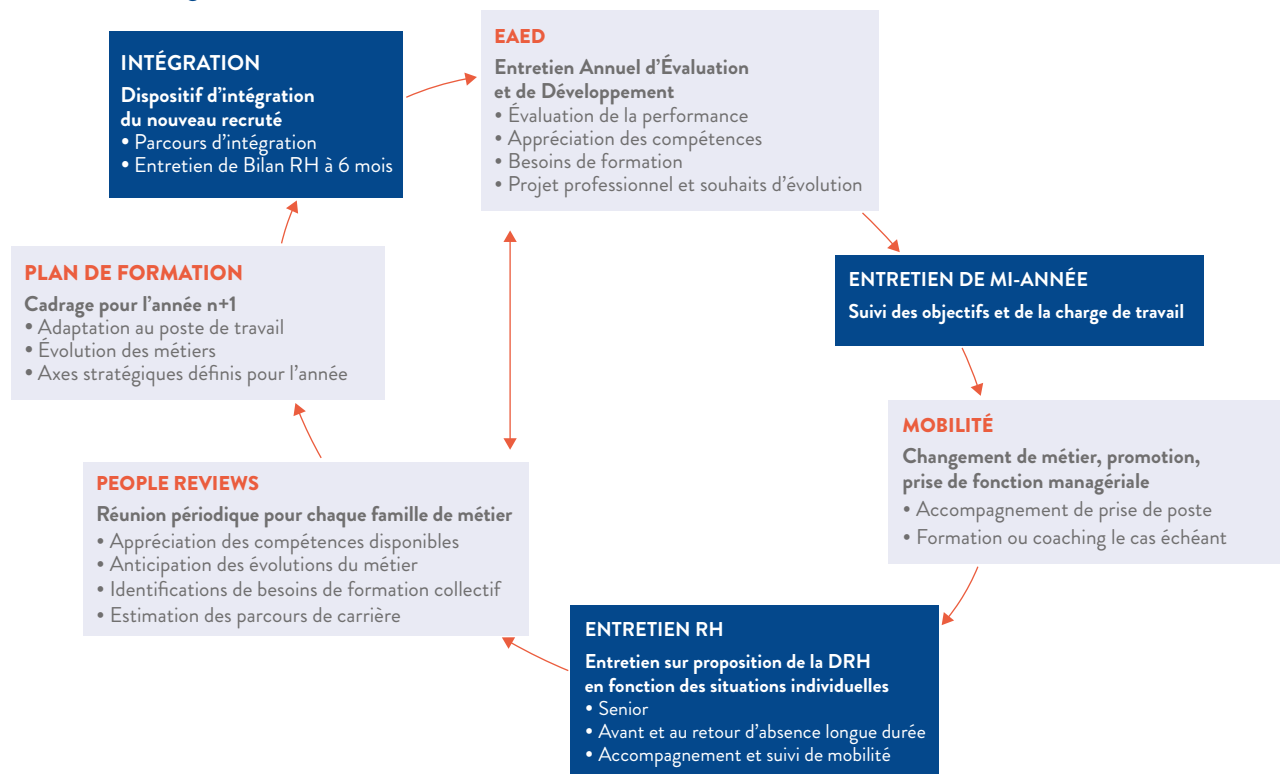 INTÉGRATION
Dispositif d'intégration
du nouveau recruté
• Parcours d'intégration
• Entretien de Bilan RH à 6 mois
EAED
Entretien Annuel d'Évaluation
et de Développement
• Évaluation de la performance
• Appréciation des compétences
• Besoins de formation
• Projet professionnel et souhaits d'évolution
ENTRETIEN DE MI-ANNÉE
Suivi des objectifs et de la charge de travail
MOBILITÉ
Changement de métier, promotion,
prise de fonction managériale
• Accompagnement de prise de poste
• Formation ou coaching le cas échéant
ENTRETIEN RH
Entretien sur proposition de la DRH
en fonction des situations individuelles
• Senior
• Avant et au retour d'absence longue durée
• Accompagnement et suivi de mobilité
PEOPLE REVIEWS
Réunion périodique pour chaque famille de métier
• Appréciation des compétences disponibles
• Anticipation des évolutions du métier
• Identifications de besoins de formation collectif
• Estimation des parcours de carrière
PLAN DE FORMATION
Cadrage pour l'année n+1
• Adaptation au poste de travail
• Évolution des métiers
• Axes stratégiques définis pour l'année